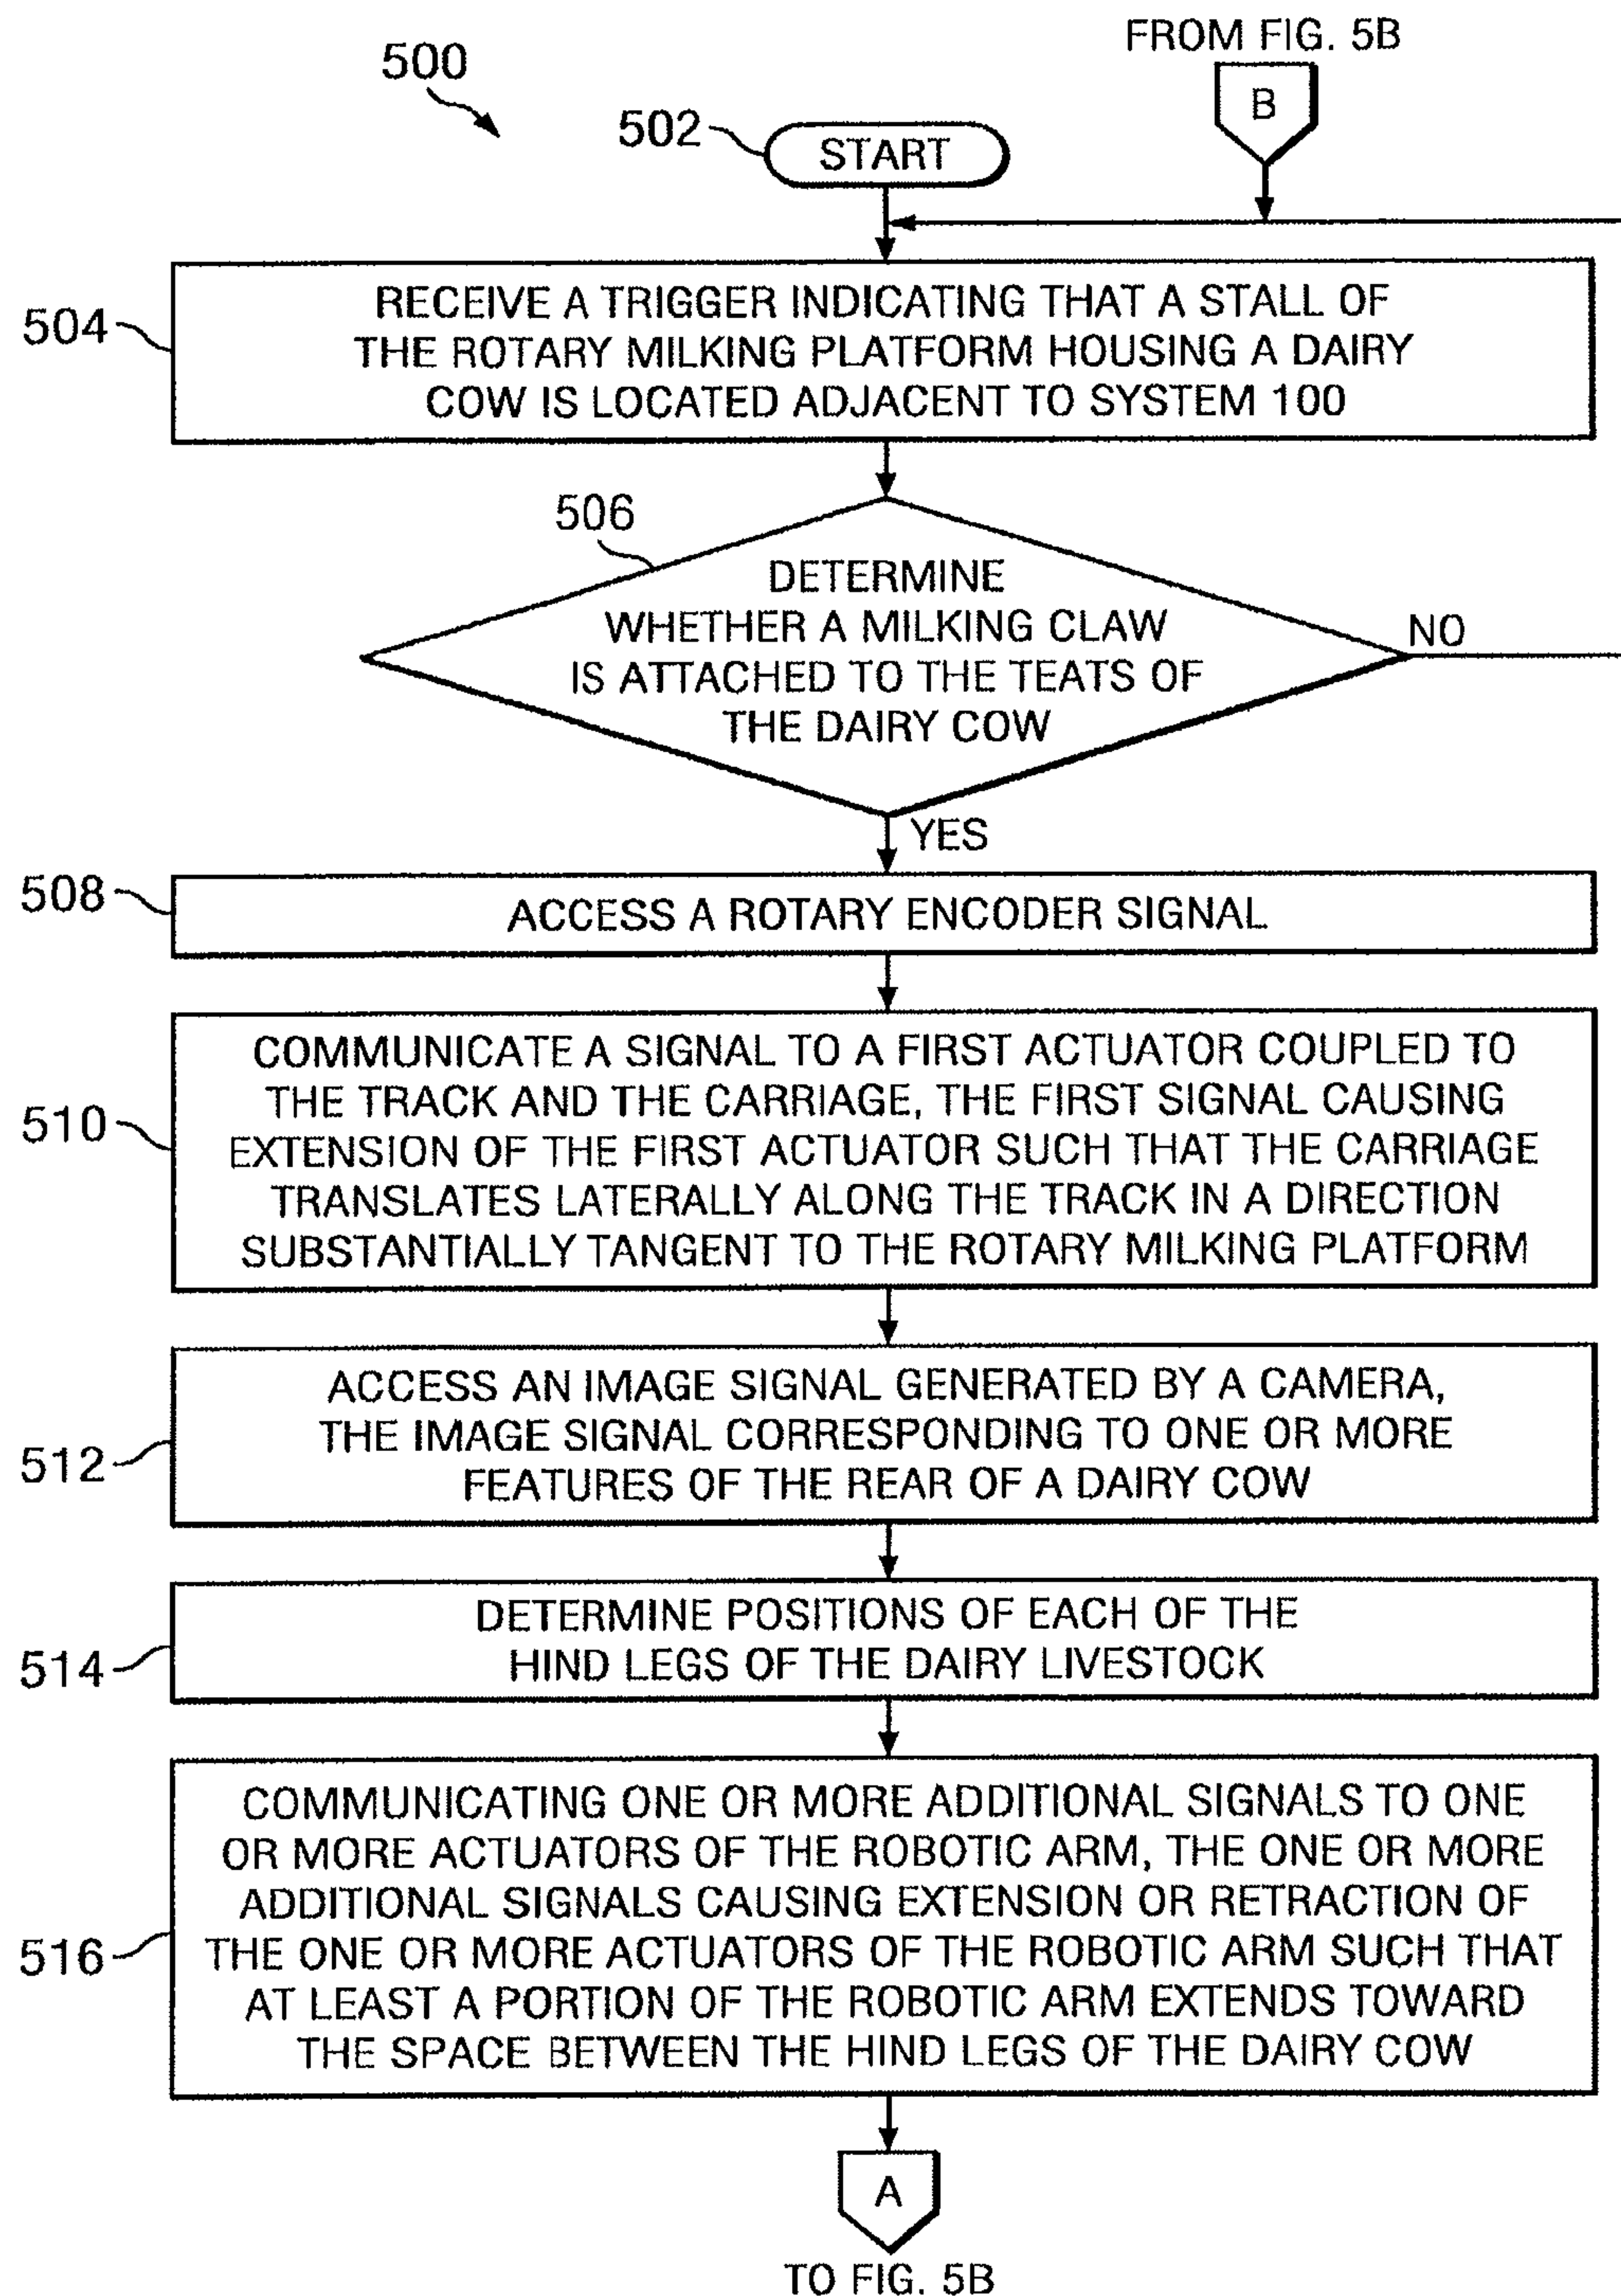 FROM FIG. 5B
B
500
502
START
504
RECEIVE A TRIGGER INDICATING THAT A STALL OF
THE ROTARY MILKING PLATFORM HOUSING A DAIRY
COW IS LOCATED ADJACENT TO SYSTEM 100
506
DETERMINE
WHETHER A MILKING CLAW
IS ATTACHED TO THE TEATS OF
THE DAIRY COW
NO
YES
508
ACCESS A ROTARY ENCODER SIGNAL
510
COMMUNICATE A SIGNAL TO A FIRST ACTUATOR COUPLED TO
THE TRACK AND THE CARRIAGE, THE FIRST SIGNAL CAUSING
EXTENSION OF THE FIRST ACTUATOR SUCH THAT THE CARRIAGE
TRANSLATES LATERALLY ALONG THE TRACK IN A DIRECTION
SUBSTANTIALLY TANGENT TO THE ROTARY MILKING PLATFORM
512
ACCESS AN IMAGE SIGNAL GENERATED BY A CAMERA,
THE IMAGE SIGNAL CORRESPONDING TO ONE OR MORE
FEATURES OF THE REAR OF A DAIRY COW
514
DETERMINE POSITIONS OF EACH OF THE
HIND LEGS OF THE DAIRY LIVESTOCK
516
COMMUNICATING ONE OR MORE ADDITIONAL SIGNALS TO ONE
OR MORE ACTUATORS OF THE ROBOTIC ARM, THE ONE OR MORE
ADDITIONAL SIGNALS CAUSING EXTENSION OR RETRACTION OF
THE ONE OR MORE ACTUATORS OF THE ROBOTIC ARM SUCH THAT
AT LEAST A PORTION OF THE ROBOTIC ARM EXTENDS TOWARD
THE SPACE BETWEEN THE HIND LEGS OF THE DAIRY COW
A
TO FIG. 5B